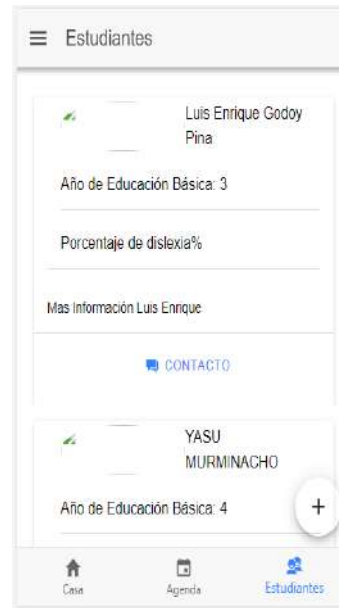 Estudiantes
Luis Enrique Godoy
Pina
Año de Educación Básica: 3
Porcentaje de dislexia%
Mas Información Luis Enrique
CONTACTO
YASU
MURMINACHO
Año de Educación Básica: 4
+
Casa
Agenda
Estudiantes